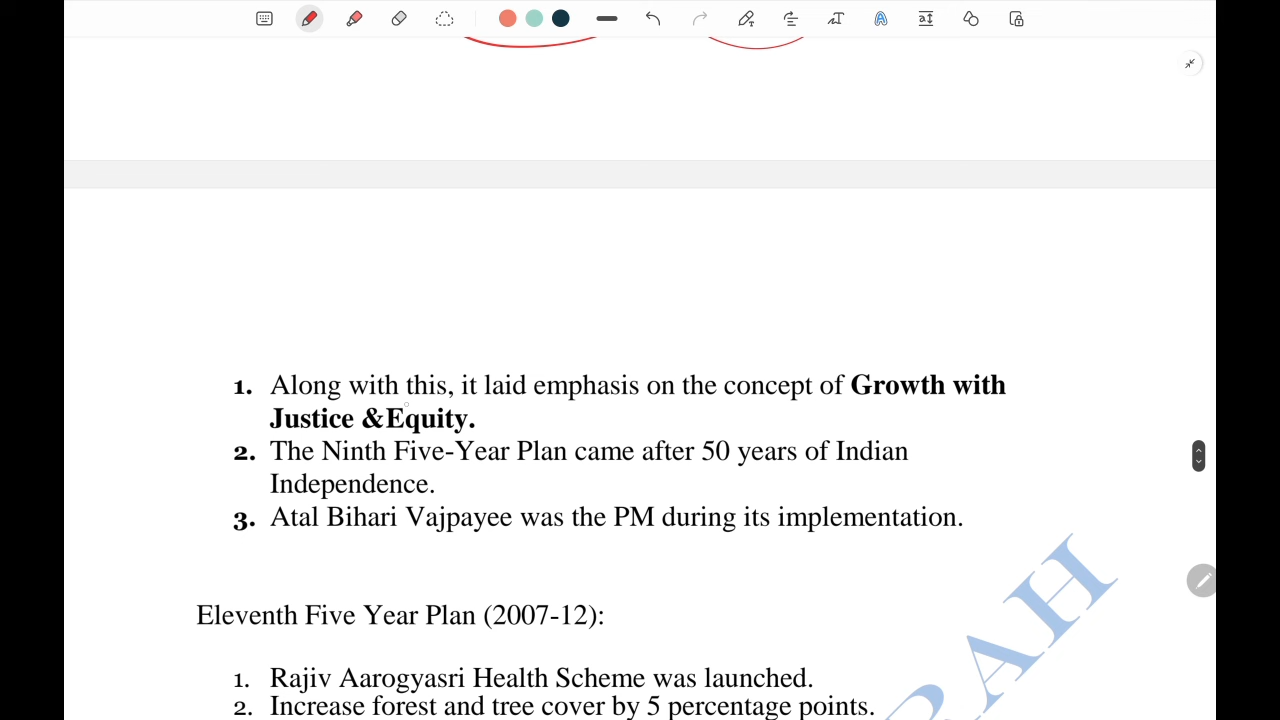 1. Along with this, it laid emphasis on the concept of Growth with
Justice &Equity.
2. The Ninth Five-Year Plan came after 50 years of Indian
Independence.
3. Atal Bihari Vajpayee was the PM during its implementation.
Eleventh Five Year Plan (2007-12):
1. Rajiv Aarogyasri Health Scheme was launched.
2. Increase forest and tree cover by 5 percentage points.
RAH